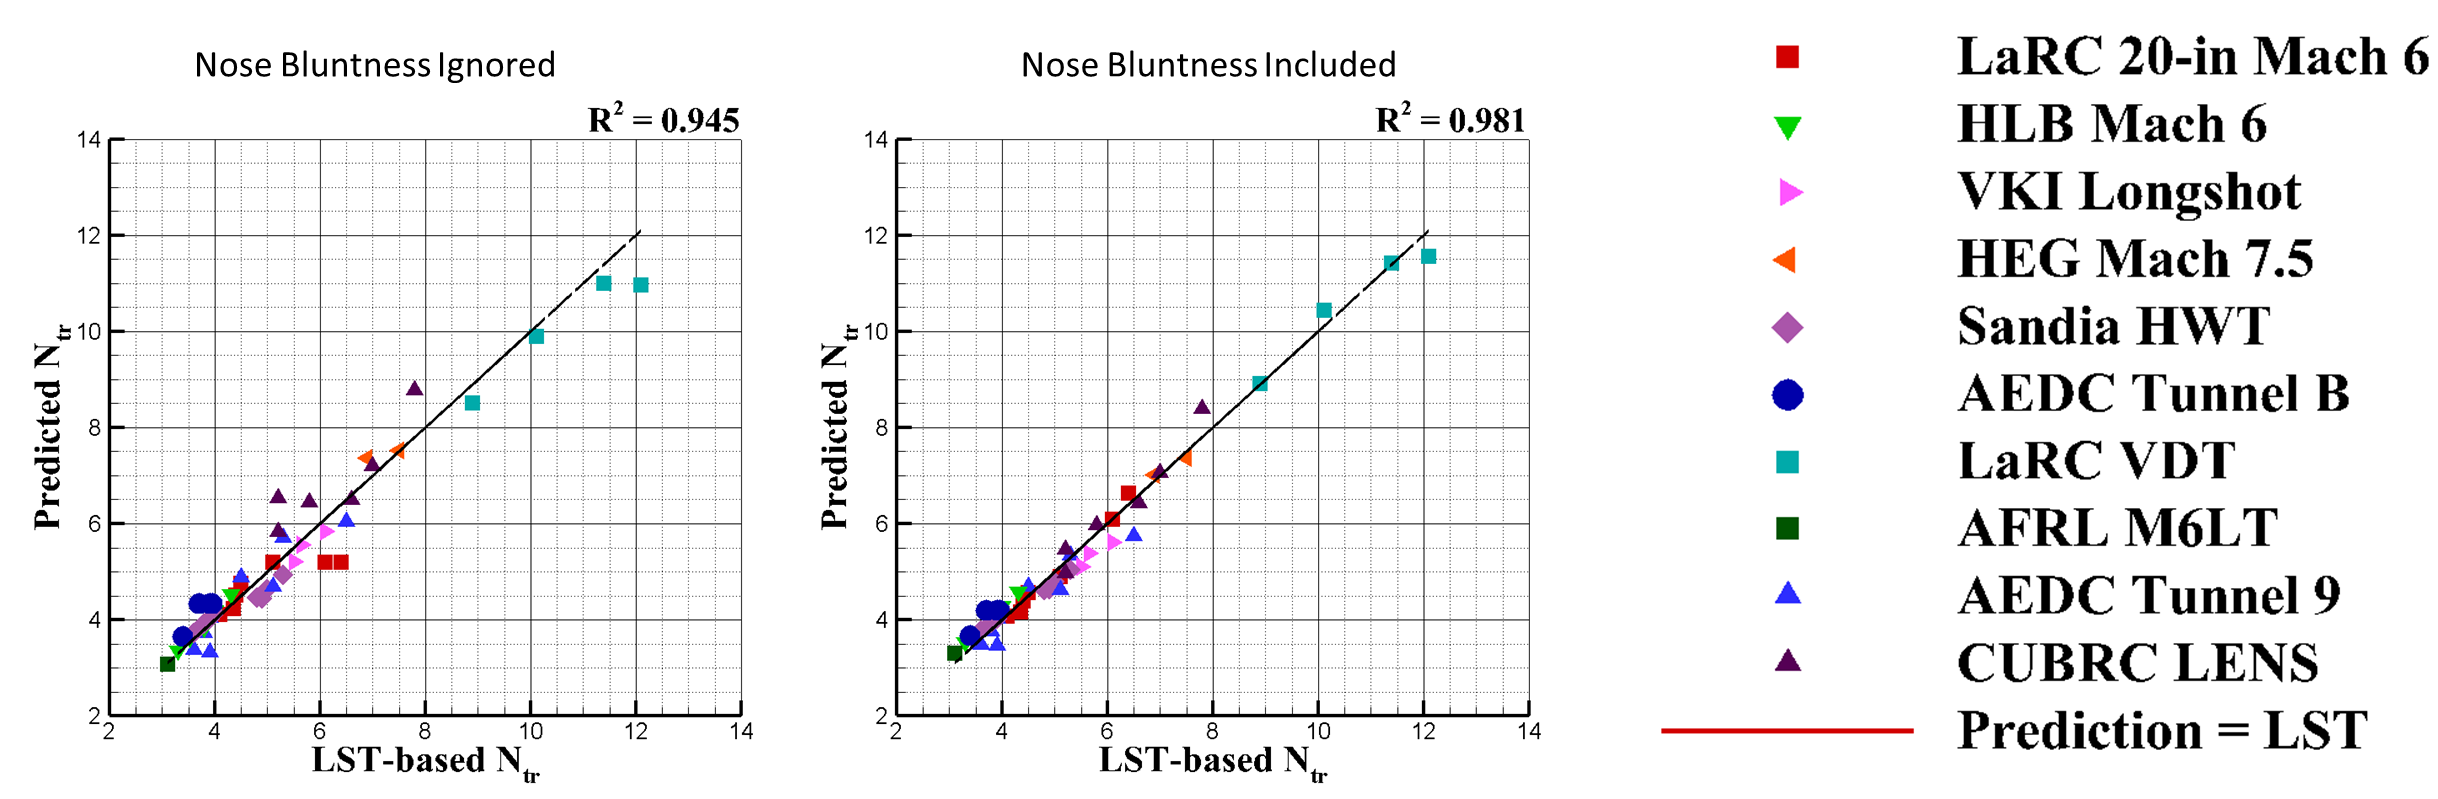 Nose Bluntness Ignored
R² = 0.945
14
12
10
8
6
4
2
2 4 6 8 10 12 14
Predicted Ntr
LST-based Ntr
Nose Bluntness Included
R² = 0.981
14
12
10
8
6
4
2
2 4 6 8 10 12 14
Predicted Ntr
LST-based Ntr
LaRC 20-in Mach 6
HLB Mach 6
VKI Longshot
HEG Mach 7.5
Sandia HWT
AEDC Tunnel B
LaRC VDT
AFRL M6LT
AEDC Tunnel 9
CUBRC LENS
Prediction = LST